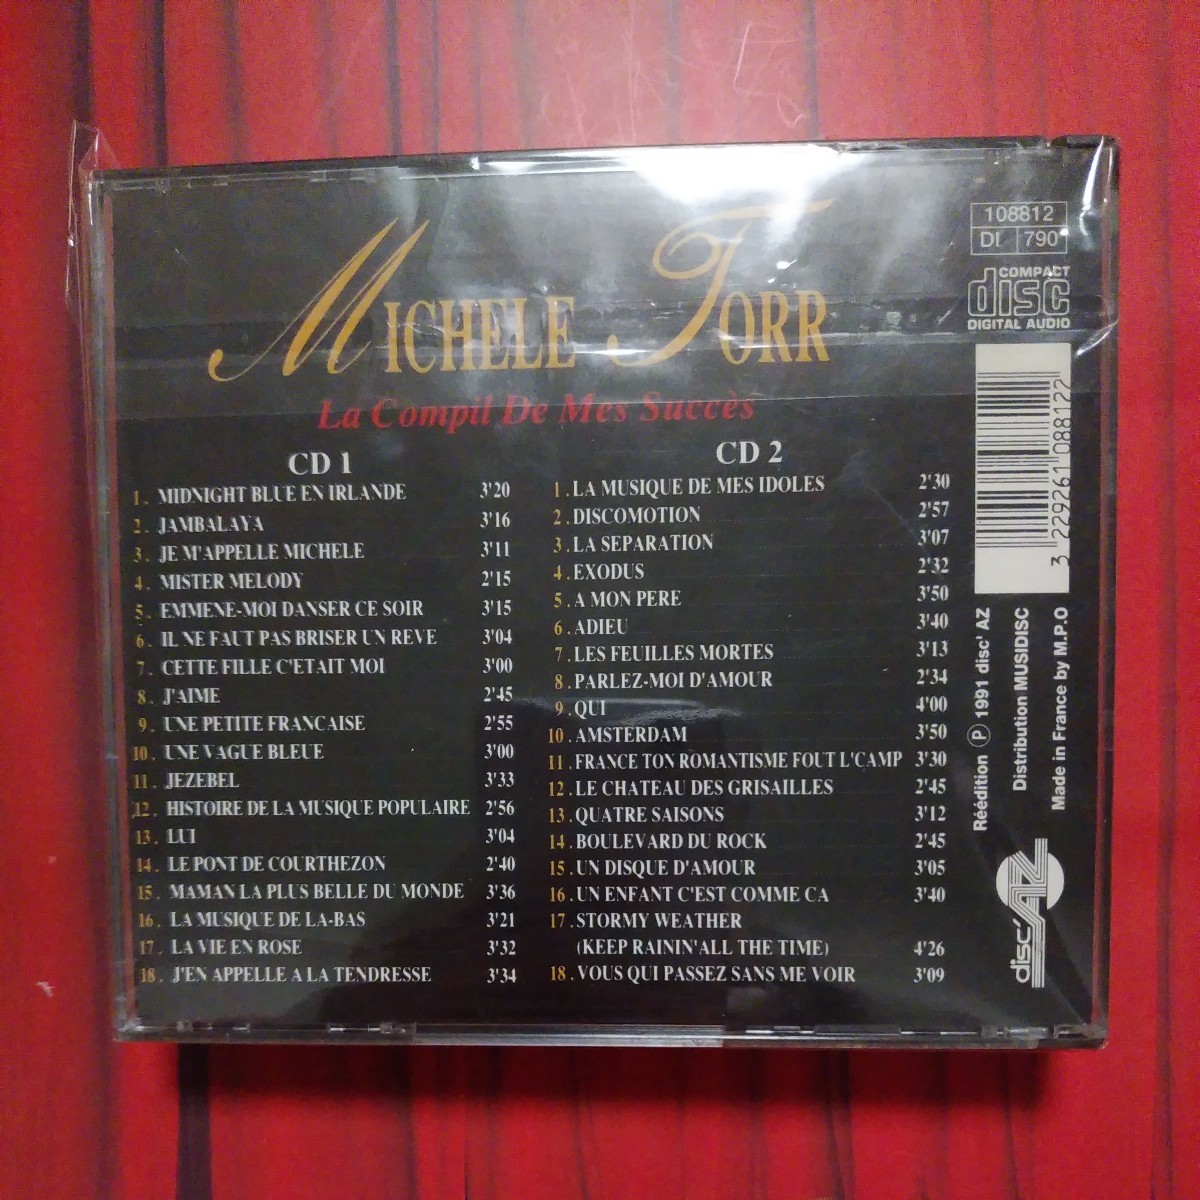 MICHELE TORR
La Compil De Mes Succès
CD 1
1. MIDNIGHT BLUE EN IRLANDE 3'20
2. JAMBALAYA 3'16
3. JE M'APPELLE MICHELE 3'11
4. MISTER MELODY 2'15
5. EMMENE-MOI DANSER CE SOIR 3'15
6. IL NE FAUT PAS BRISER UN REVE 3'04
7. CETTE FILLE C'ETAIT MOI 3'00
8. J'AIME 2'45
9. UNE PETITE FRANCAISE 2'55
10. UNE VAGUE BLEUE 3'00
11. JEZEBEL 3'33
12. HISTOIRE DE LA MUSIQUE POPULAIRE 2'56
13. LUI 3'04
14. LE PONT DE COURTHEZON 2'40
15. MAMAN LA PLUS BELLE DU MONDE 3'36
16. LA MUSIQUE DE LA-BAS 3'21
17. LA VIE EN ROSE 3'32
18. J'EN APPELLE A LA TENDRESSE 3'34
CD 2
1. LA MUSIQUE DE MES IDOLES 2'30
2. DISCOMOTION 2'57
3. LA SEPARATION 3'07
4. EXODUS 2'32
5. A MON PERE 3'50
6. ADIEU 3'40
7. LES FEUILLES MORTES 3'13
8. PARLEZ-MOI D'AMOUR 2'34
9. QUI 4'00
10. AMSTERDAM 3'50
11. FRANCE TON ROMANTISME FOUT L'CAMP 3'30
12. LE CHATEAU DES GRISAILLES 2'45
13. QUATRE SAISONS 3'12
14. BOULEVARD DU ROCK 2'45
15. UN DISQUE D'AMOUR 3'05
16. UN ENFANT C'EST COMME CA 3'40
17. STORMY WEATHER
(KEEP RAININ'ALL THE TIME) 4'26
18. VOUS QUI PASSEZ SANS ME VOIR 3'09
108812
DI 790
COMPACT
disc
DIGITAL AUDIO
3 229261 088122
Réédition Ⓟ 1991 disc' AZ
Distribution MUSIDISC
Made in France by M.P.O
disc'AZ